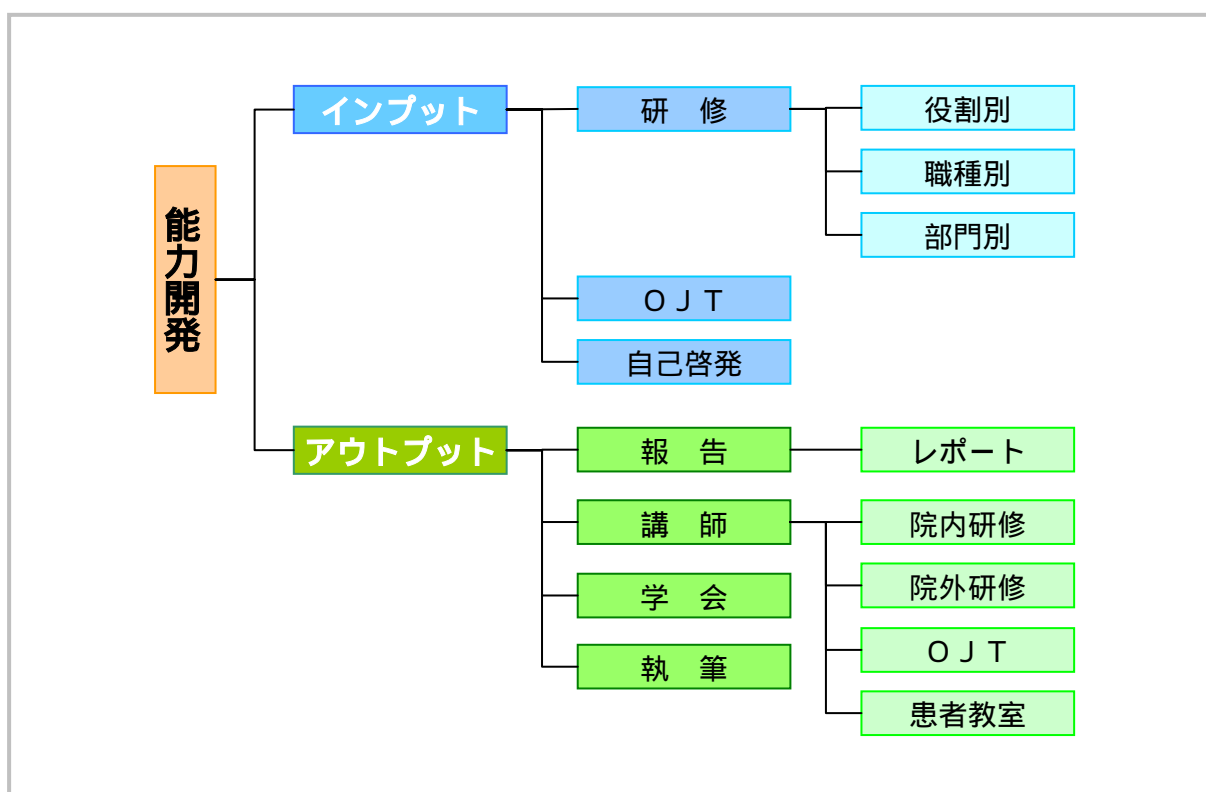 能力開発
インプット
研　修
役割別
職種別
部門別
ＯＪＴ
自己啓発
アウトプット
報　告
レポート
講　師
院内研修
院外研修
ＯＪＴ
患者教室
学　会
執　筆